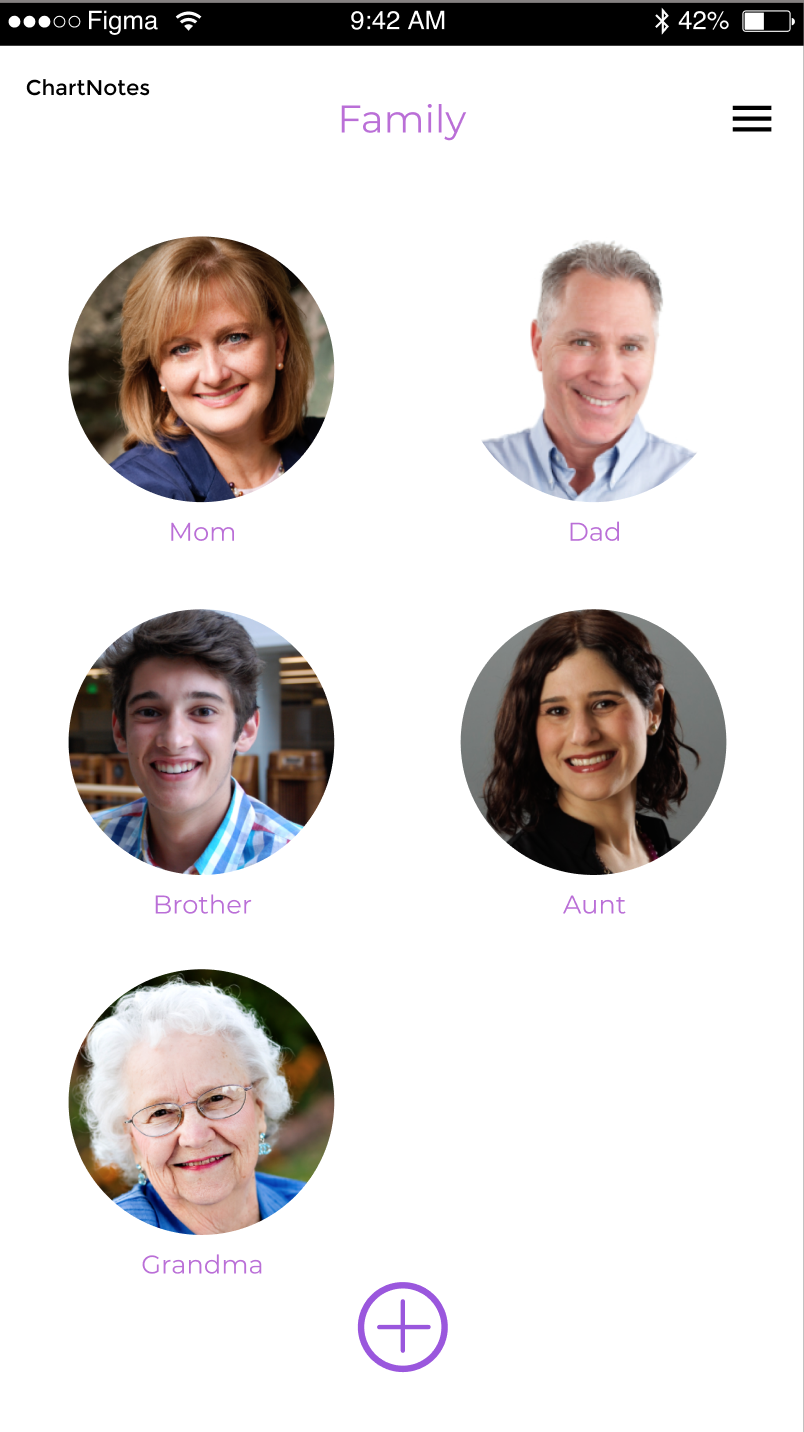 Figma 9:42 AM 42%
ChartNotes
Family
Mom Dad
Brother Aunt
Grandma